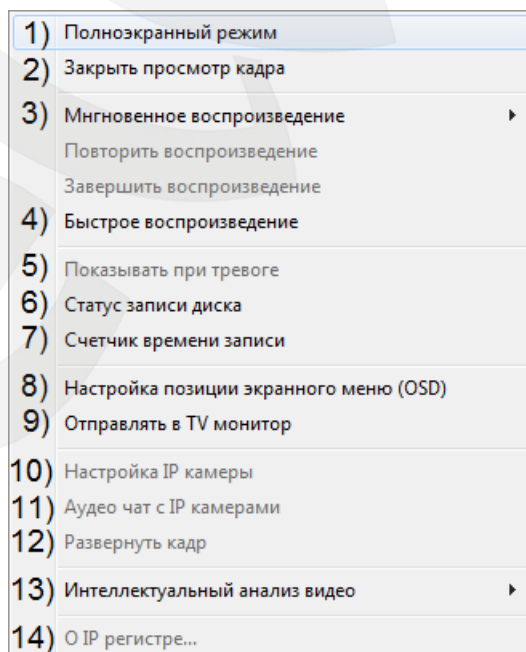 1) Полноэкранный режим
2) Закрыть просмотр кадра
3) Мнгновенное воспроизведение
Повторить воспроизведение
Завершить воспроизведение
4) Быстрое воспроизведение
5) Показывать при тревоге
6) Статус записи диска
7) Счетчик времени записи
8) Настройка позиции экранного меню (OSD)
9) Отправлять в TV монитор
10) Настройка IP камеры
11) Аудео чат с IP камерами
12) Развернуть кадр
13) Интеллектуальный анализ видео
14) О IP регистре...